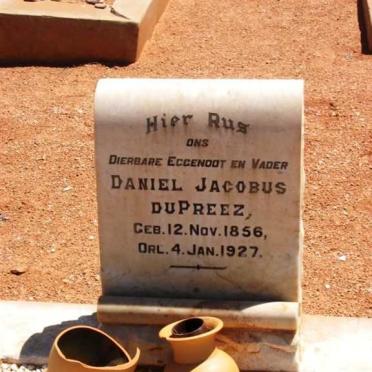 Hier Rus
ONS
DIERBARE EGGENOOT EN VADER
DANIEL JACOBUS
DUPREEZ,
GEB. 12. NOV. 1856,
ORL. 4. JAN. 1927.